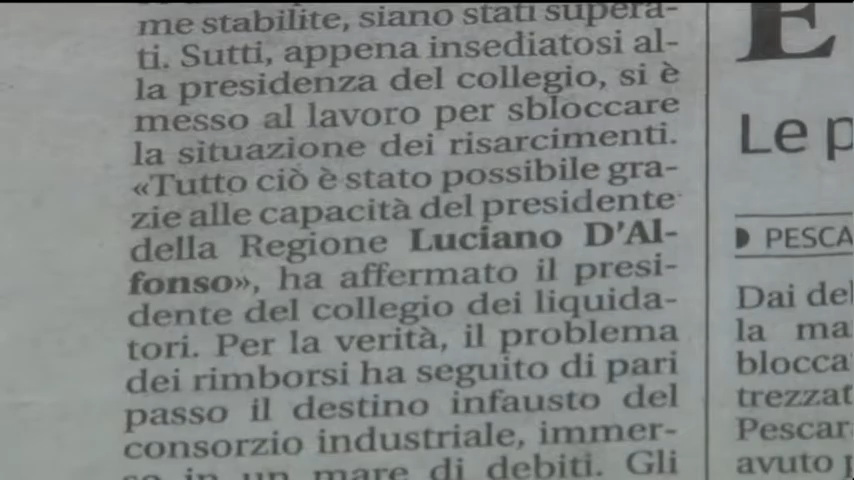 me stabilite, siano stati supera-
ti. Sutti, appena insediatosi al-
la presidenza del collegio, si è
messo al lavoro per sbloccare
la situazione dei risarcimenti.
«Tutto ciò è stato possibile gra-
zie alle capacità del presidente
della Regione Luciano D'Al-
fonso», ha affermato il presi-
dente del collegio dei liquida-
tori. Per la verità, il problema
dei rimborsi ha seguito di pari
passo il destino infausto del
consorzio industriale, immer-
so in un mare di debiti. Gli
E
Le p
PESCA
Dai del
la ma
blocca
trezzat
Pescar
avuto